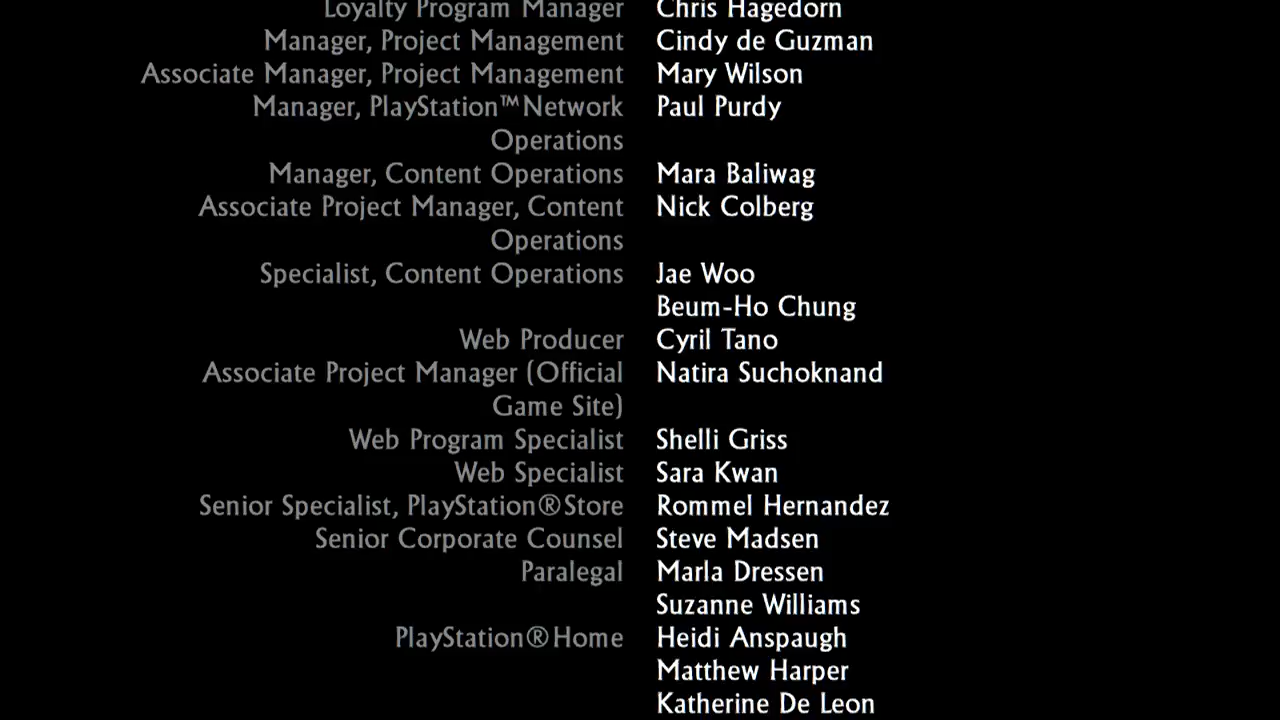 Loyalty Program Manager Chris Hagedorn
Manager, Project Management Cindy de Guzman
Associate Manager, Project Management Mary Wilson
Manager, PlayStation™Network Paul Purdy
Operations
Manager, Content Operations Mara Baliwag
Associate Project Manager, Content Nick Colberg
Operations
Specialist, Content Operations Jae Woo
Beum-Ho Chung
Web Producer Cyril Tano
Associate Project Manager (Official Natira Suchoknand
Game Site)
Web Program Specialist Shelli Griss
Web Specialist Sara Kwan
Senior Specialist, PlayStation®Store Rommel Hernandez
Senior Corporate Counsel Steve Madsen
Paralegal Marla Dressen
Suzanne Williams
PlayStation®Home Heidi Anspaugh
Matthew Harper
Katherine De Leon